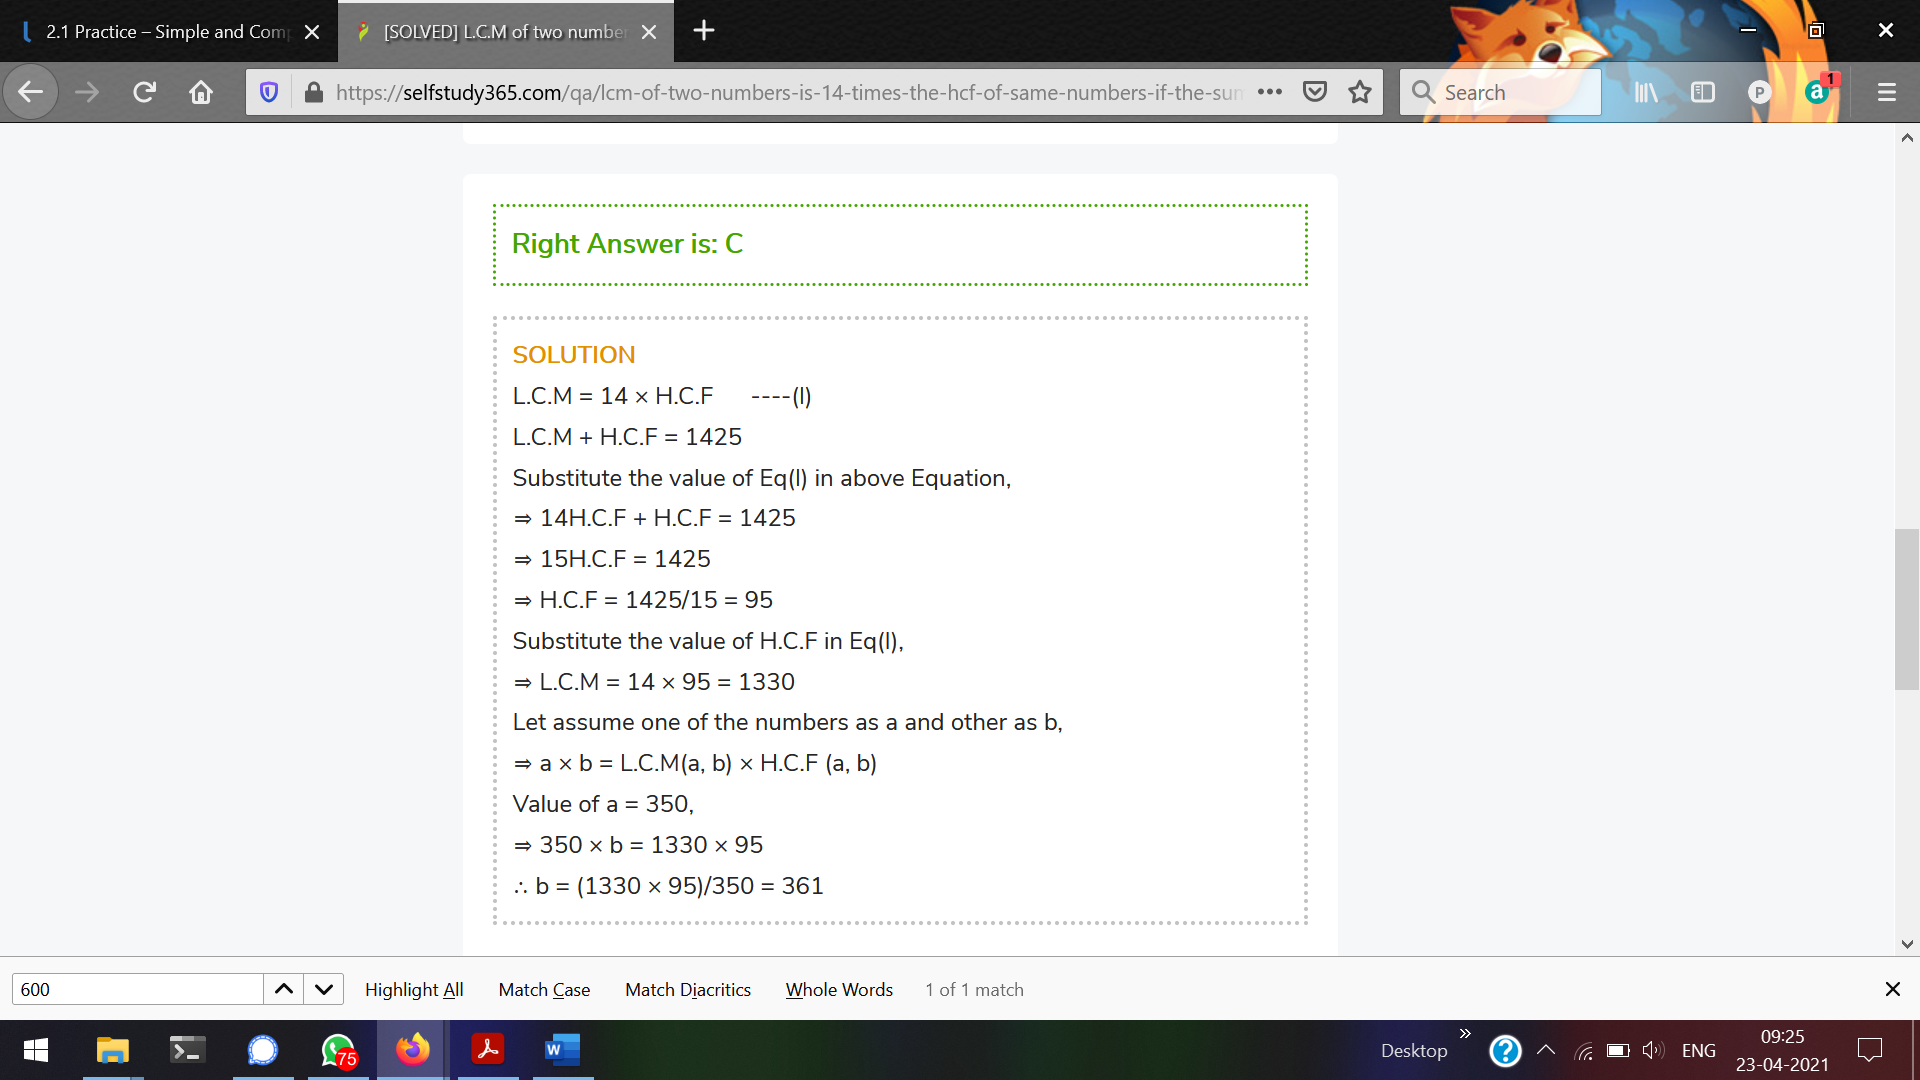 2.1 Practice – Simple and Com
[SOLVED] L.C.M of two numbe
https://selfstudy365.com/qa/lcm-of-two-numbers-is-14-times-the-hcf-of-same-numbers-if-the-sum
Search
P
a
1
Right Answer is: C
SOLUTION
L.C.M = 14 × H.C.F ----(I)
L.C.M + H.C.F = 1425
Substitute the value of Eq(I) in above Equation,
⇒ 14H.C.F + H.C.F = 1425
⇒ 15H.C.F = 1425
⇒ H.C.F = 1425/15 = 95
Substitute the value of H.C.F in Eq(I),
⇒ L.C.M = 14 × 95 = 1330
Let assume one of the numbers as a and other as b,
⇒ a × b = L.C.M(a, b) × H.C.F (a, b)
Value of a = 350,
⇒ 350 × b = 1330 × 95
∴ b = (1330 × 95)/350 = 361
600
Highlight All
Match Case
Match Diacritics
Whole Words
1 of 1 match
75
W
Desktop
»
?
ENG
09:25
23-04-2021